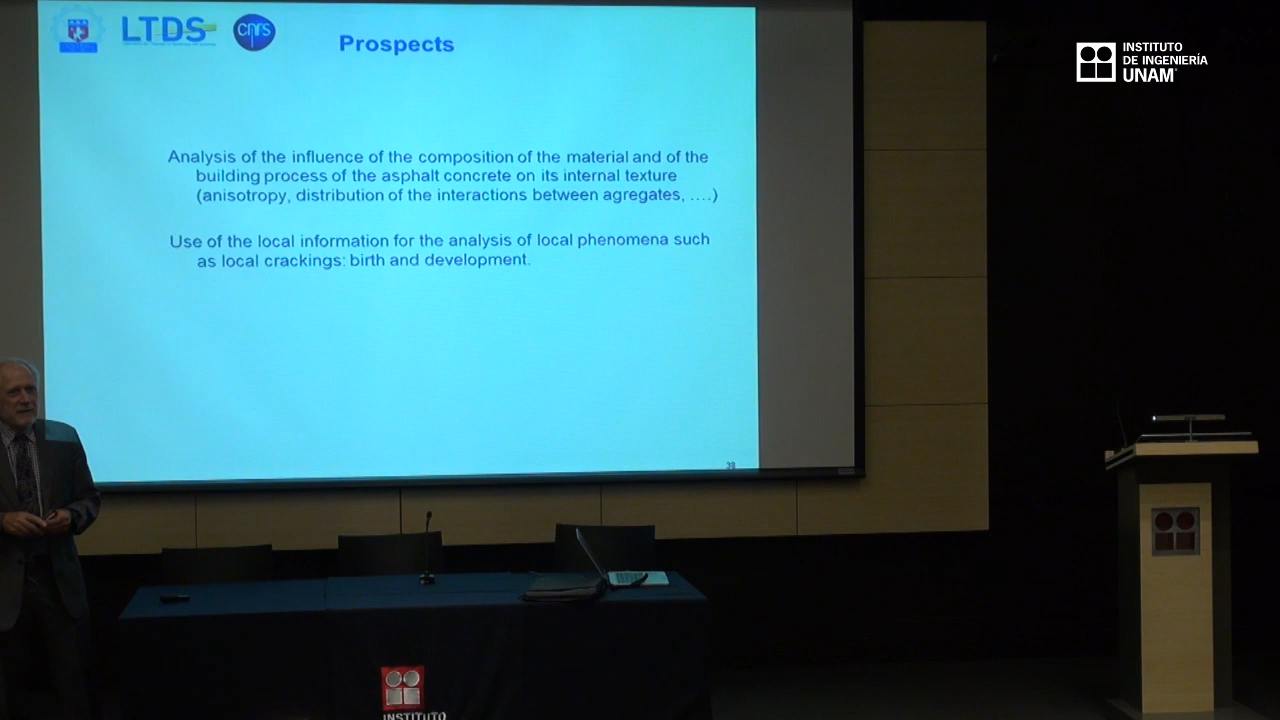 LTDS
cnrs
Prospects
INSTITUTO
DE INGENIERÍA
UNAM
Analysis of the influence of the composition of the material and of the
building process of the asphalt concrete on its internal texture
(anisotropy, distribution of the interactions between agregates, ....)
Use of the local information for the analysis of local phenomena such
as local crackings: birth and development.
INSTITUTO